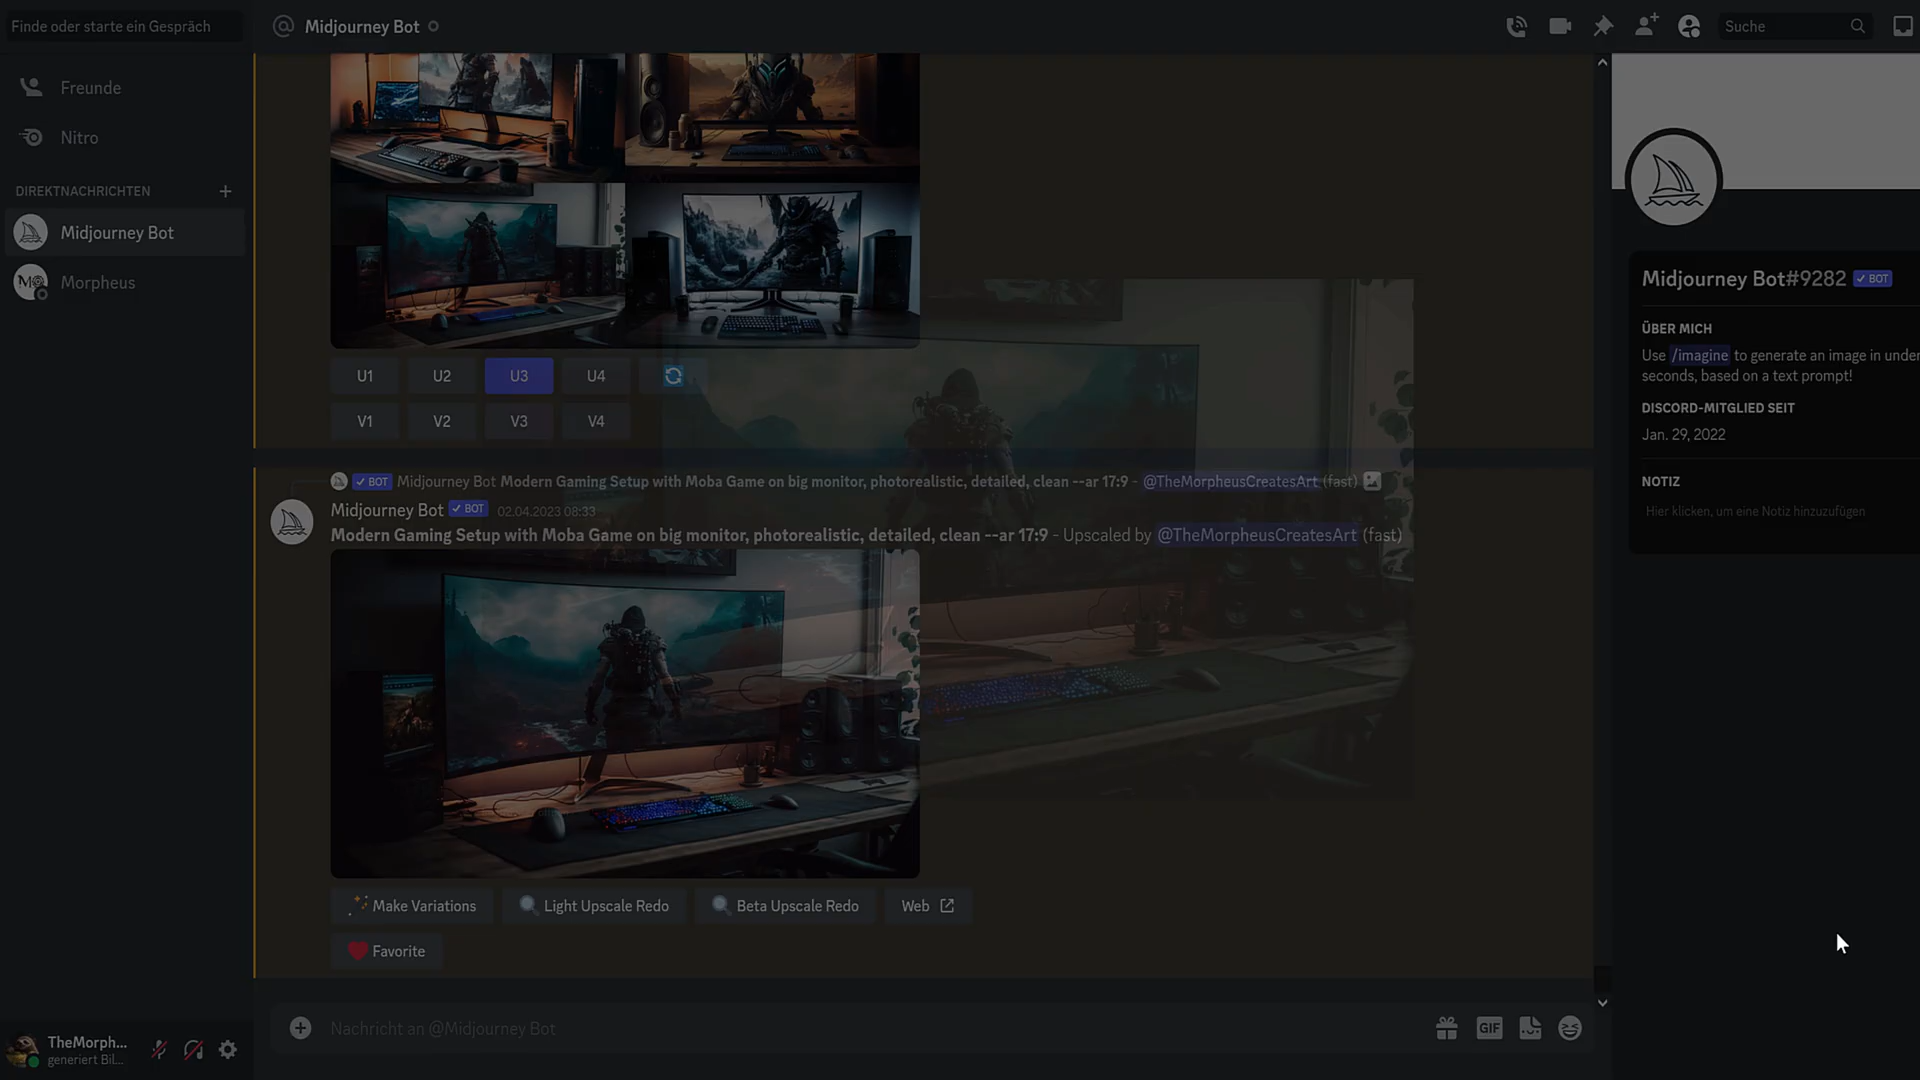 Finde oder starte ein Gespräch
Midjourney Bot
Suche
Freunde
Nitro
DIREKTNACHRICHTEN
Midjourney Bot
Morpheus
U1 U2 U3 U4
V1 V2 V3 V4
BOT Midjourney Bot Modern Gaming Setup with Moba Game on big monitor, photorealistic, detailed, clean --ar 17:9 - @TheMorpheusCreatesArt (fast)
Midjourney Bot BOT 02.04.2023 08:33
Modern Gaming Setup with Moba Game on big monitor, photorealistic, detailed, clean --ar 17:9 - Upscaled by @TheMorpheusCreatesArt (fast)
Make Variations Light Upscale Redo Beta Upscale Redo Web
Favorite
Nachricht an @Midjourney Bot
GIF
TheMorph...
generiert Bil...
Midjourney Bot#9282 BOT
ÜBER MICH
Use /imagine to generate an image in under
seconds, based on a text prompt!
DISCORD-MITGLIED SEIT
Jan. 29, 2022
NOTIZ
Hier klicken, um eine Notiz hinzuzufügen